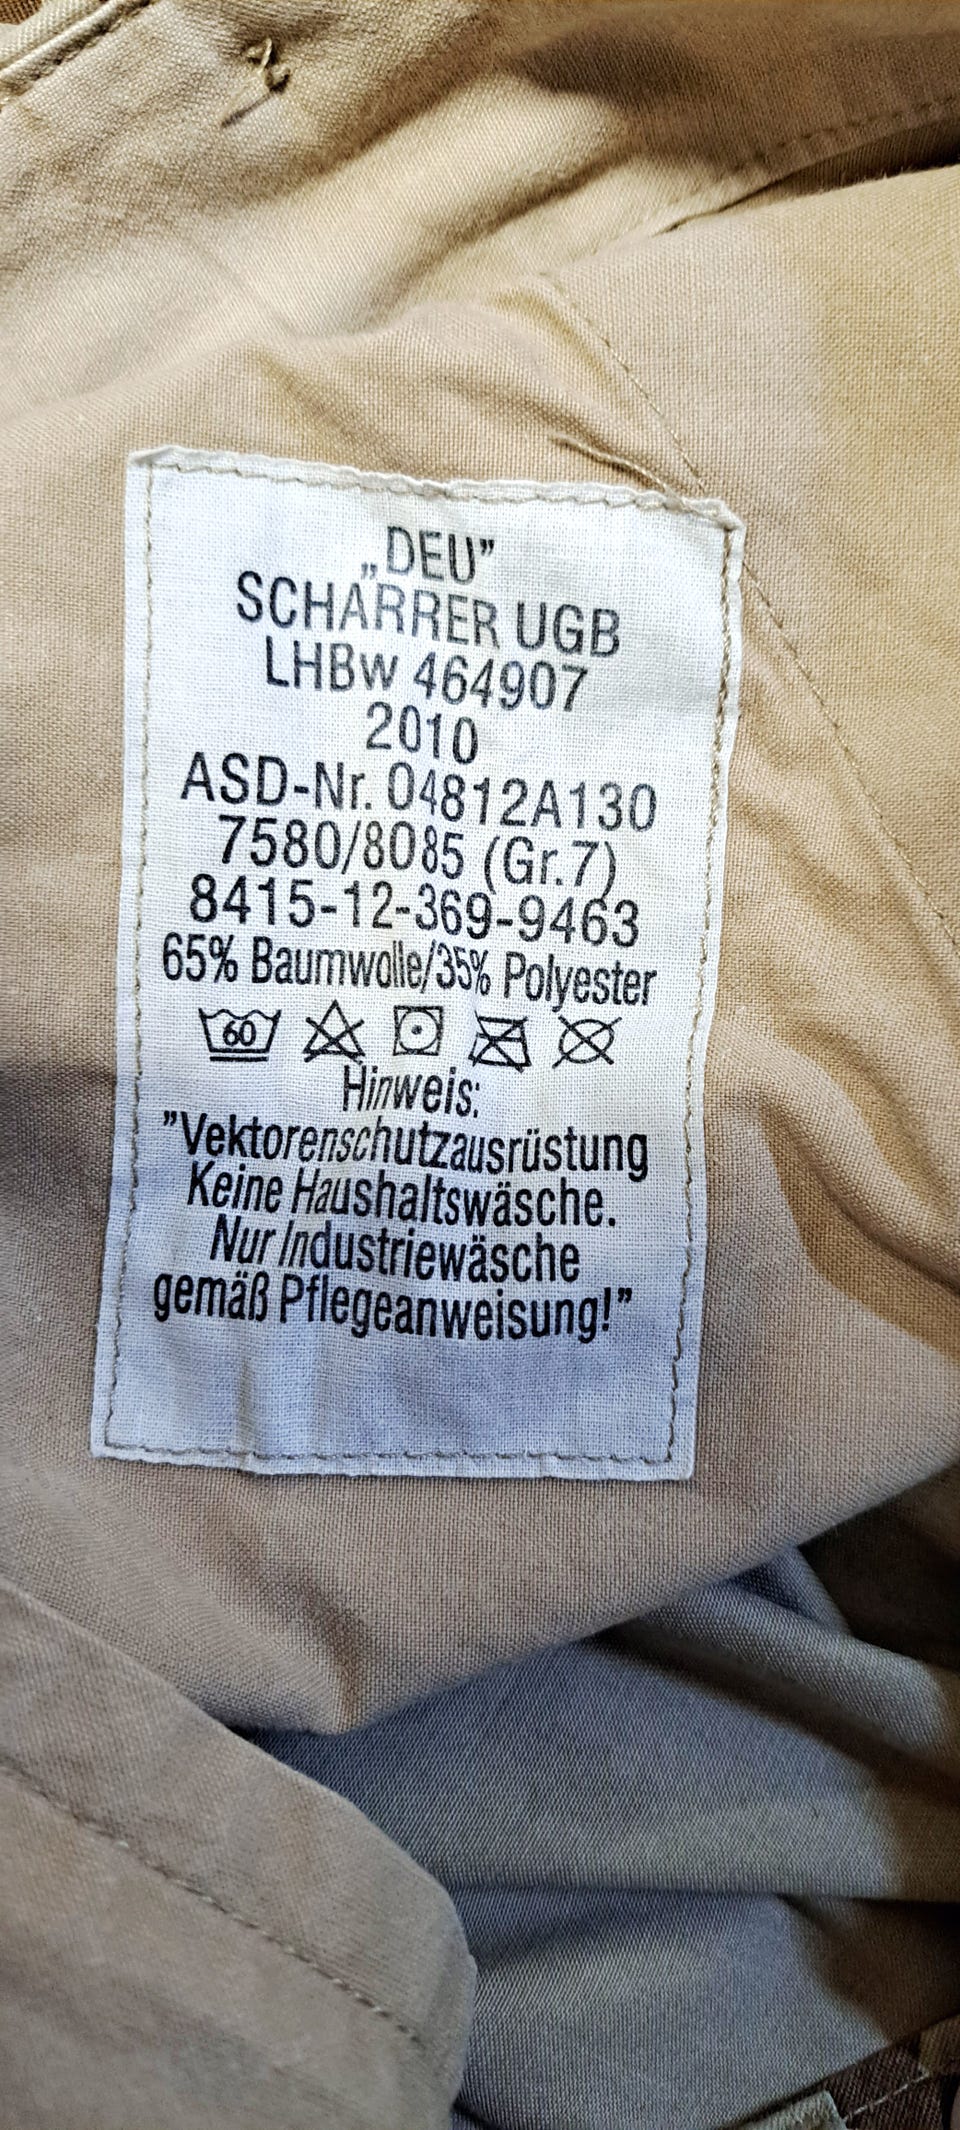 „DEU”
SCHARRER UGB
LHBw 464907
2010
ASD-Nr. 04812A130
7580/8085 (Gr.7)
8415-12-369-9463
65% Baumwolle/35% Polyester
60
Hinweis:
”Vektorenschutzausrüstung
Keine Haushaltswäsche.
Nur Industriewäsche
gemäß Pflegeanweisung!”